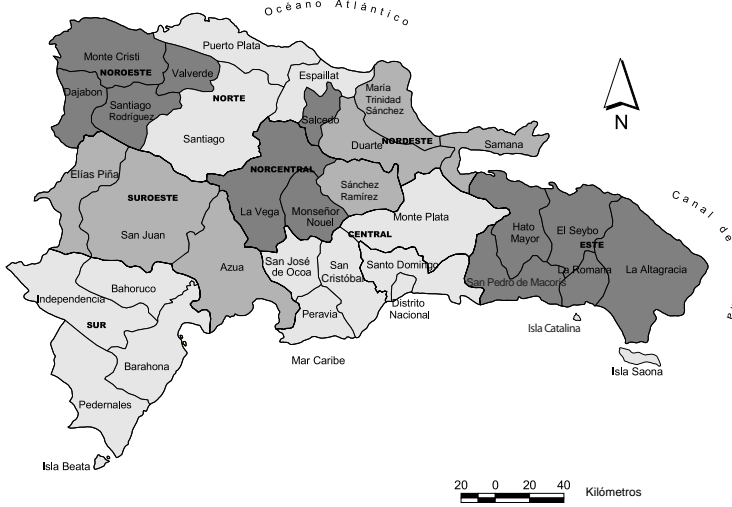 Océano Atlántico
Puerto Plata
Monte Cristi
NOROESTE
Valverde
Espaillat
Dajabon
Santiago
Rodríguez
NORTE
María
Trinidad
Sánchez
Salcedo
Santiago
Duarte
NORDESTE
Samana
N
Elías Piña
NORCENTRAL
SUROESTE
Sánchez
Ramírez
La Vega
Monseñor
Nouel
Monte Plata
Hato
Mayor
El Seybo
ESTE
Canal de
San Juan
CENTRAL
Azua
San José
de Ocoa
San
Cristóbal
Santo Domingo
La Romana
La Altagracia
San Pedro de Macorís
Bahoruco
Independencia
SUR
Peravia
Distrito
Nacional
Isla Catalina
Mar Caribe
Barahona
Isla Saona
Pedernales
Isla Beata
20 0 20 40 Kilómetros